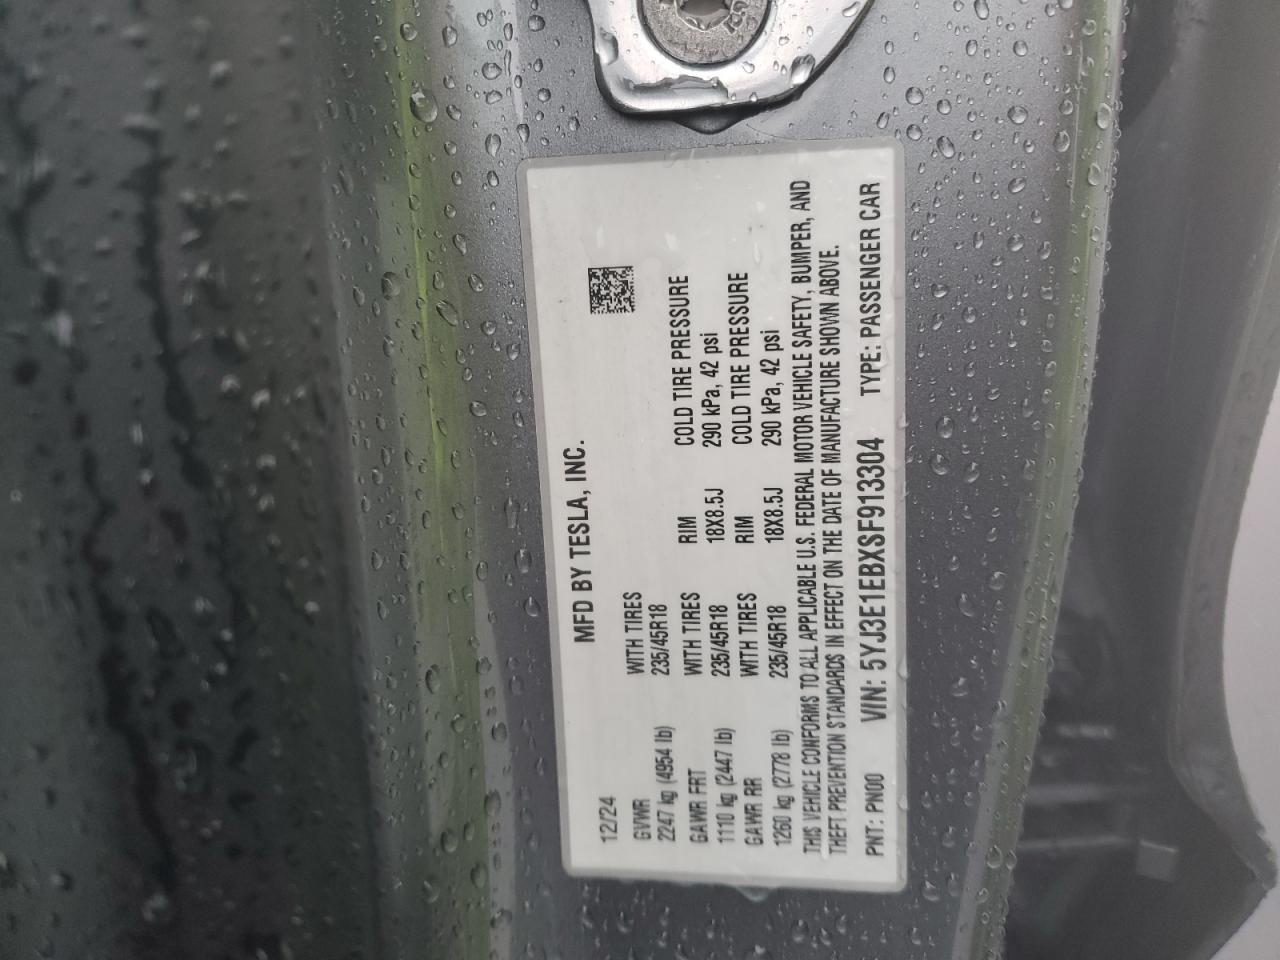 MFD BY TESLA, INC.
12/24
GVWR WITH TIRES
2247 kg (4954 lb) 235/45R18
GAWR FRT WITH TIRES RIM COLD TIRE PRESSURE
1110 kg (2447 lb) 235/45R18 18X8.5J 290 kPa, 42 psi
GAWR RR WITH TIRES RIM COLD TIRE PRESSURE
1260 kg (2778 lb) 235/45R18 18X8.5J 290 kPa, 42 psi
THIS VEHICLE CONFORMS TO ALL APPLICABLE U.S. FEDERAL MOTOR VEHICLE SAFETY, BUMPER, AND
THEFT PREVENTION STANDARDS IN EFFECT ON THE DATE OF MANUFACTURE SHOWN ABOVE.
PNT: PN00 VIN: 5YJ3E1EBXSF913304 TYPE: PASSENGER CAR